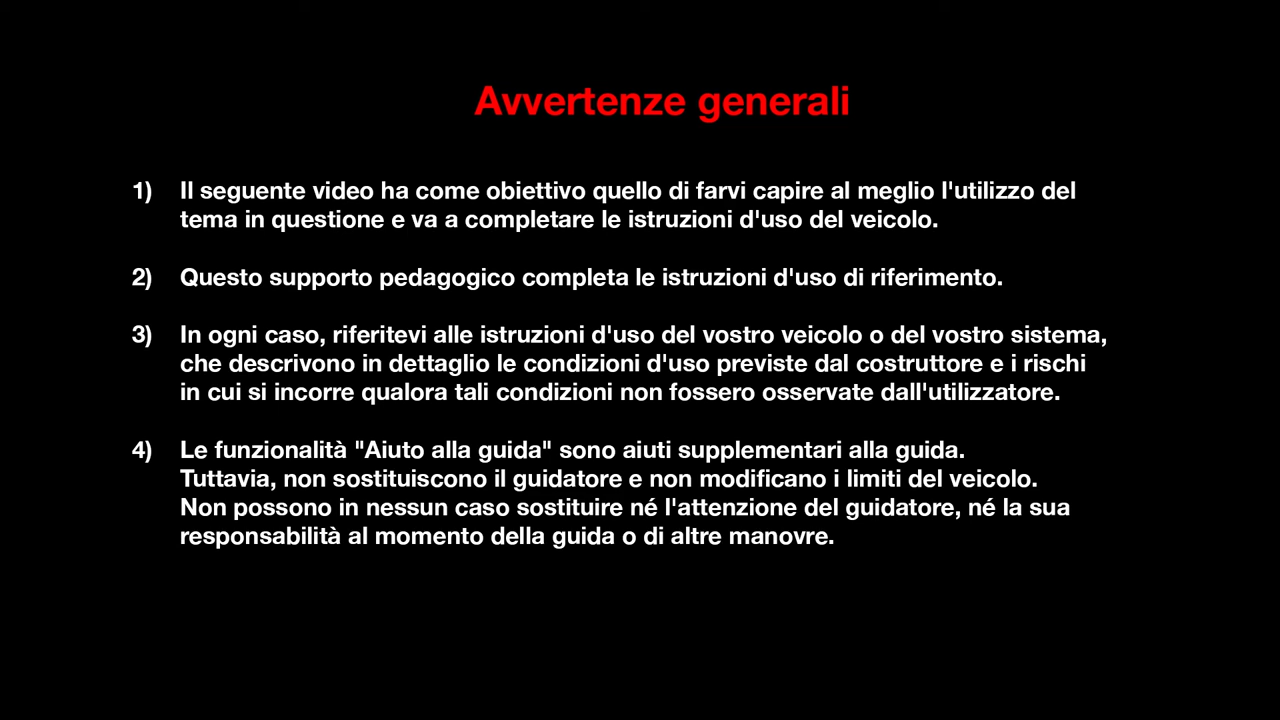 Avvertenze generali
1) Il seguente video ha come obiettivo quello di farvi capire al meglio l'utilizzo del
tema in questione e va a completare le istruzioni d'uso del veicolo.
2) Questo supporto pedagogico completa le istruzioni d'uso di riferimento.
3) In ogni caso, riferitevi alle istruzioni d'uso del vostro veicolo o del vostro sistema,
che descrivono in dettaglio le condizioni d'uso previste dal costruttore e i rischi
in cui si incorre qualora tali condizioni non fossero osservate dall'utilizzatore.
4) Le funzionalità "Aiuto alla guida" sono aiuti supplementari alla guida.
Tuttavia, non sostituiscono il guidatore e non modificano i limiti del veicolo.
Non possono in nessun caso sostituire né l'attenzione del guidatore, né la sua
responsabilità al momento della guida o di altre manovre.